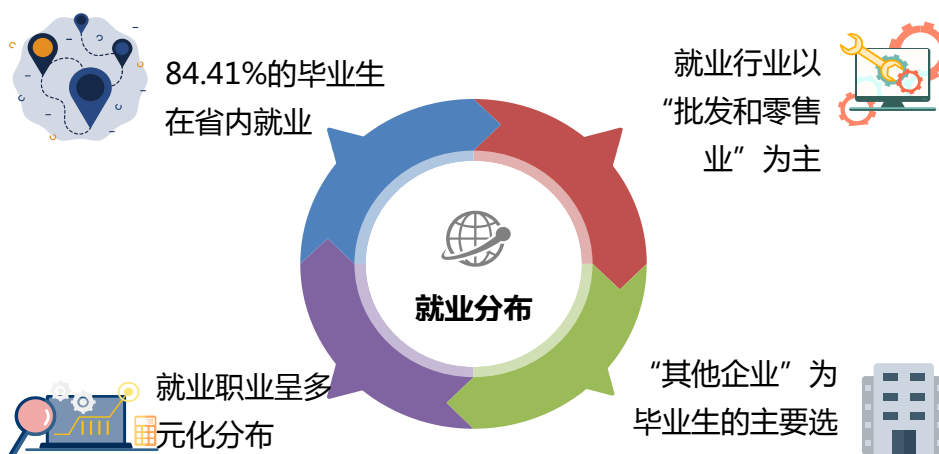 84.41%的毕业生
在省内就业
就业行业以
“批发和零售
业”为主
就业分布
就业职业呈多
元化分布
“其他企业”为
毕业生的主要选